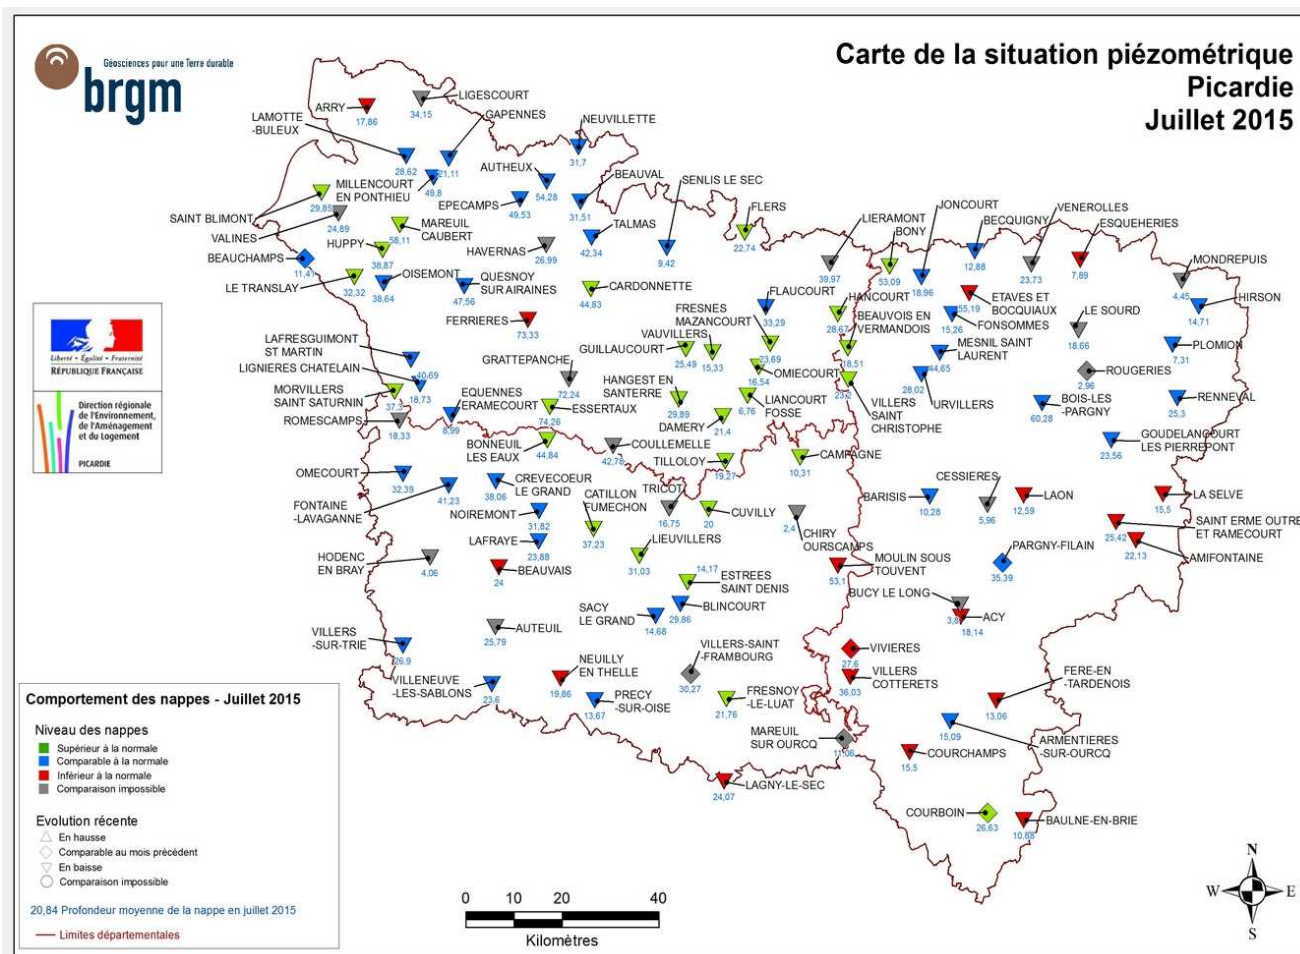 Géosciences pour une Terre durable
brgm
Carte de la situation piézométrique
Picardie
Juillet 2015
ARRY
17,86
LIGESCOURT
34,15
LAMOTTE
-BULEUX
28,62
GAPENNES
21,11
NEUVILLETTE
31,7
MILLENCOURT
EN PONTHIEU
49,8
AUTHEUX
54,28
BEAUVAL
31,51
EPECAMPS
49,53
SENLIS LE SEC
9,42
SAINT BLIMONT
29,85
VALINES
24,89
MAREUIL
CAUBERT
58,11
HUPPY
38,87
BEAUCHAMPS
11,41
LE TRANSLAY
32,32
OISEMONT
38,64
QUESNOY
SUR AIRAINES
47,56
HAVERNAS
26,99
TALMAS
42,34
FLERS
22,74
CARDONNETTE
44,83
FERRIERES
73,33
LIERAMONT
39,97
BONY
53,09
JONCOURT
18,96
BECQUIGNY
12,88
VENEROLLES
23,73
ESQUEHERIES
7,89
MONDREPUIS
4,45
HIRSON
14,71
ETAVES ET
BOCQUIAUX
55,19
FONSOMMES
15,26
LE SOURD
18,66
PLOMION
7,31
FLAUCOURT
33,29
HANCOURT
28,67
BEAUVOIS EN
VERMANDOIS
18,51
FRESNES
MAZANCOURT
23,69
VAUVILLERS
15,33
GUILLAUCOURT
25,49
OMIECOURT
16,54
MESNIL SAINT
LAURENT
44,65
URVILLERS
28,02
VILLERS
SAINT
CHRISTOPHE
23,2
ROUGERIES
2,96
BOIS-LES
-PARGNY
60,28
RENNEVAL
25,3
GOUDELANCOURT
LES PIERREPONT
23,56
LAFRESGUIMONT
ST MARTIN
40,69
LIGNIERES CHATELAIN
18,73
MORVILLERS
SAINT SATURNIN
37,3
ROMESCAMPS
18,33
EQUENNES
ERAMECOURT
8,99
GRATTEPANCHE
72,24
ESSERTAUX
74,26
HANGEST EN
SANTERRE
29,89
DAMERY
21,4
LIANCOURT
FOSSE
6,76
BONNEUIL
LES EAUX
44,84
COULLEMELLE
42,78
TILLOLOY
19,27
CAMPAGNE
10,31
OMECOURT
32,39
FONTAINE
-LAVAGANNE
41,23
CREVECOEUR
LE GRAND
38,06
NOIREMONT
31,82
CATILLON
FUMECHON
37,23
TRICOT
16,75
CUVILLY
20
CHIRY
OURSCAMPS
2,4
BARISIS
10,28
CESSIERES
5,96
LAON
12,59
LA SELVE
15,5
SAINT ERME OUTRE
ET RAMECOURT
25,42
AMIFONTAINE
22,13
LAFRAYE
23,88
LIEUVILLERS
31,03
HODENC
EN BRAY
4,06
BEAUVAIS
24
ESTREES
SAINT DENIS
14,17
BLINCOURT
29,86
SACY
LE GRAND
14,68
MOULIN SOUS
TOUVENT
53,1
PARGNY-FILAIN
35,39
BUCY LE LONG
3,8
ACY
18,14
VILLERS
-SUR-TRIE
26,9
AUTEUIL
25,79
VILLENEUVE
-LES-SABLONS
23,6
NEUILLY
EN THELLE
19,86
PRECY
-SUR-OISE
13,67
VILLERS-SAINT
-FRAMBOURG
30,27
FRESNOY
-LE-LUAT
21,76
VIVIERES
27,6
VILLERS
COTTERETS
36,03
FERE-EN
-TARDENOIS
13,06
MAREUIL
SUR OURCQ
11,06
ARMENTIERES
-SUR-OURCQ
15,09
COURCHAMPS
15,5
LAGNY-LE-SEC
24,07
COURBOIN
26,63
BAULNE-EN-BRIE
10,88
Liberté • Égalité • Fraternité
RÉPUBLIQUE FRANÇAISE
Direction régionale
de l'Environnement,
de l'Aménagement
et du Logement
PICARDIE
Comportement des nappes - Juillet 2015
Niveau des nappes
Supérieur à la normale
Comparable à la normale
Inférieur à la normale
Comparaison impossible
Evolution récente
En hausse
Comparable au mois précédent
En baisse
Comparaison impossible
20,84 Profondeur moyenne de la nappe en juillet 2015
Limites départementales
0 10 20 40
Kilomètres
N
W E
S